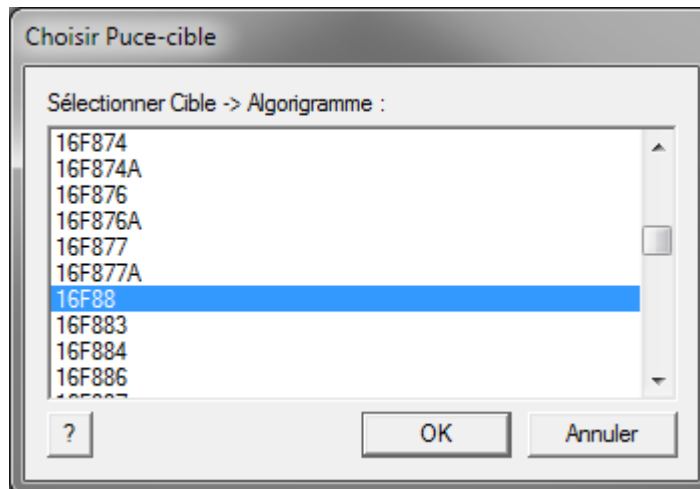 Choisir Puce-cible
Sélectionner Cible -> Algorigramme :
16F874
16F874A
16F876
16F876A
16F877
16F877A
16F88
16F883
16F884
16F886
?
OK
Annuler